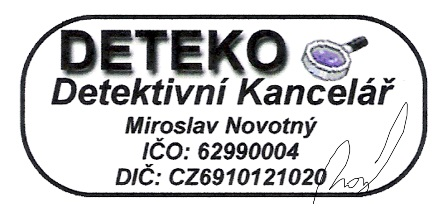 DETEKO
Detektivní Kancelář
Miroslav Novotný
IČO: 62990004
DIČ: CZ6910121020